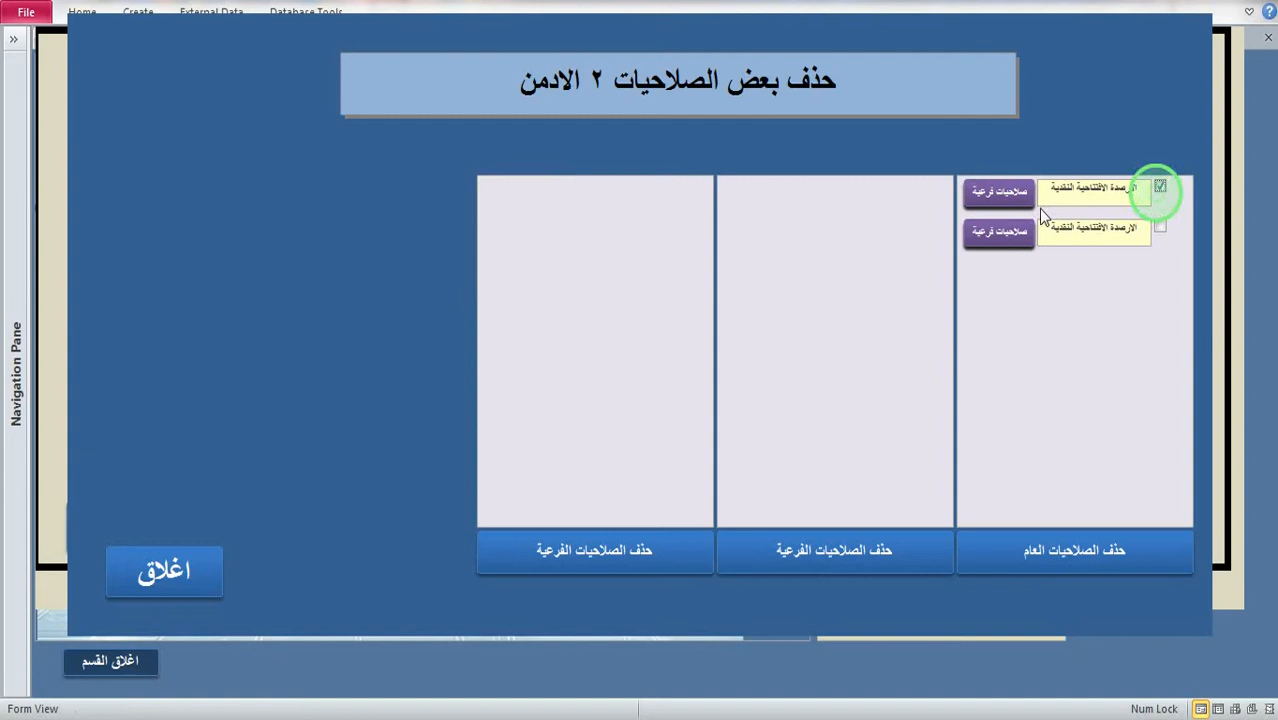 File Home Create External Data Database Tools
حذف بعض الصلاحيات ٢ الادمن
الارصدة الافتتاحية النقدية صلاحيات فرعية
الارصدة الافتتاحية النقدية صلاحيات فرعية
حذف الصلاحيات العام حذف الصلاحيات الفرعية حذف الصلاحيات الفرعية
اغلاق
Navigation Pane
اغلاق القسم
Form View Num Lock